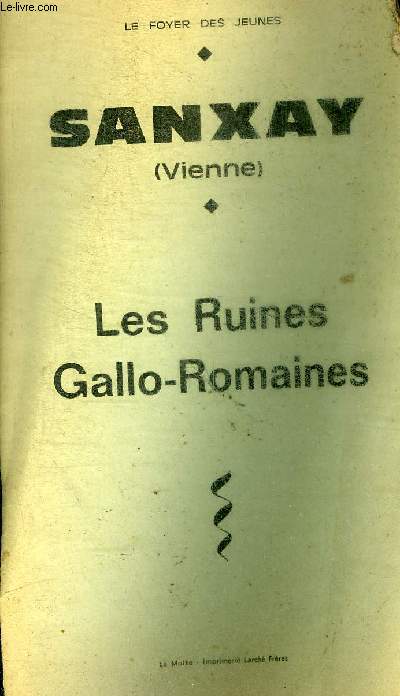 Le-livre.com
LE FOYER DES JEUNES
SANXAY
(Vienne)
Les Ruines
Gallo-Romaines
La Mothe - Imprimerie Larché Frères